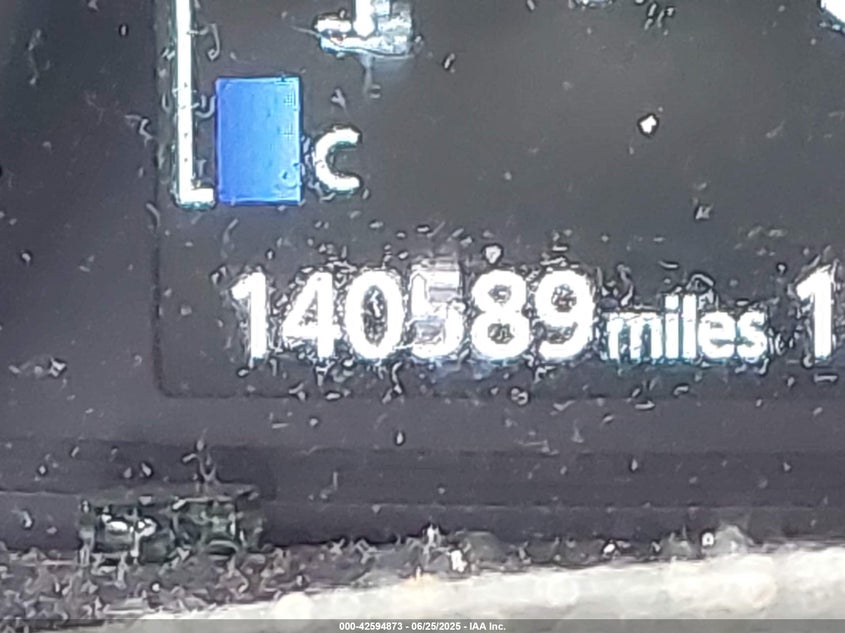 C
140589 miles 1
000-42594873 - 06/25/2025 - IAA Inc.